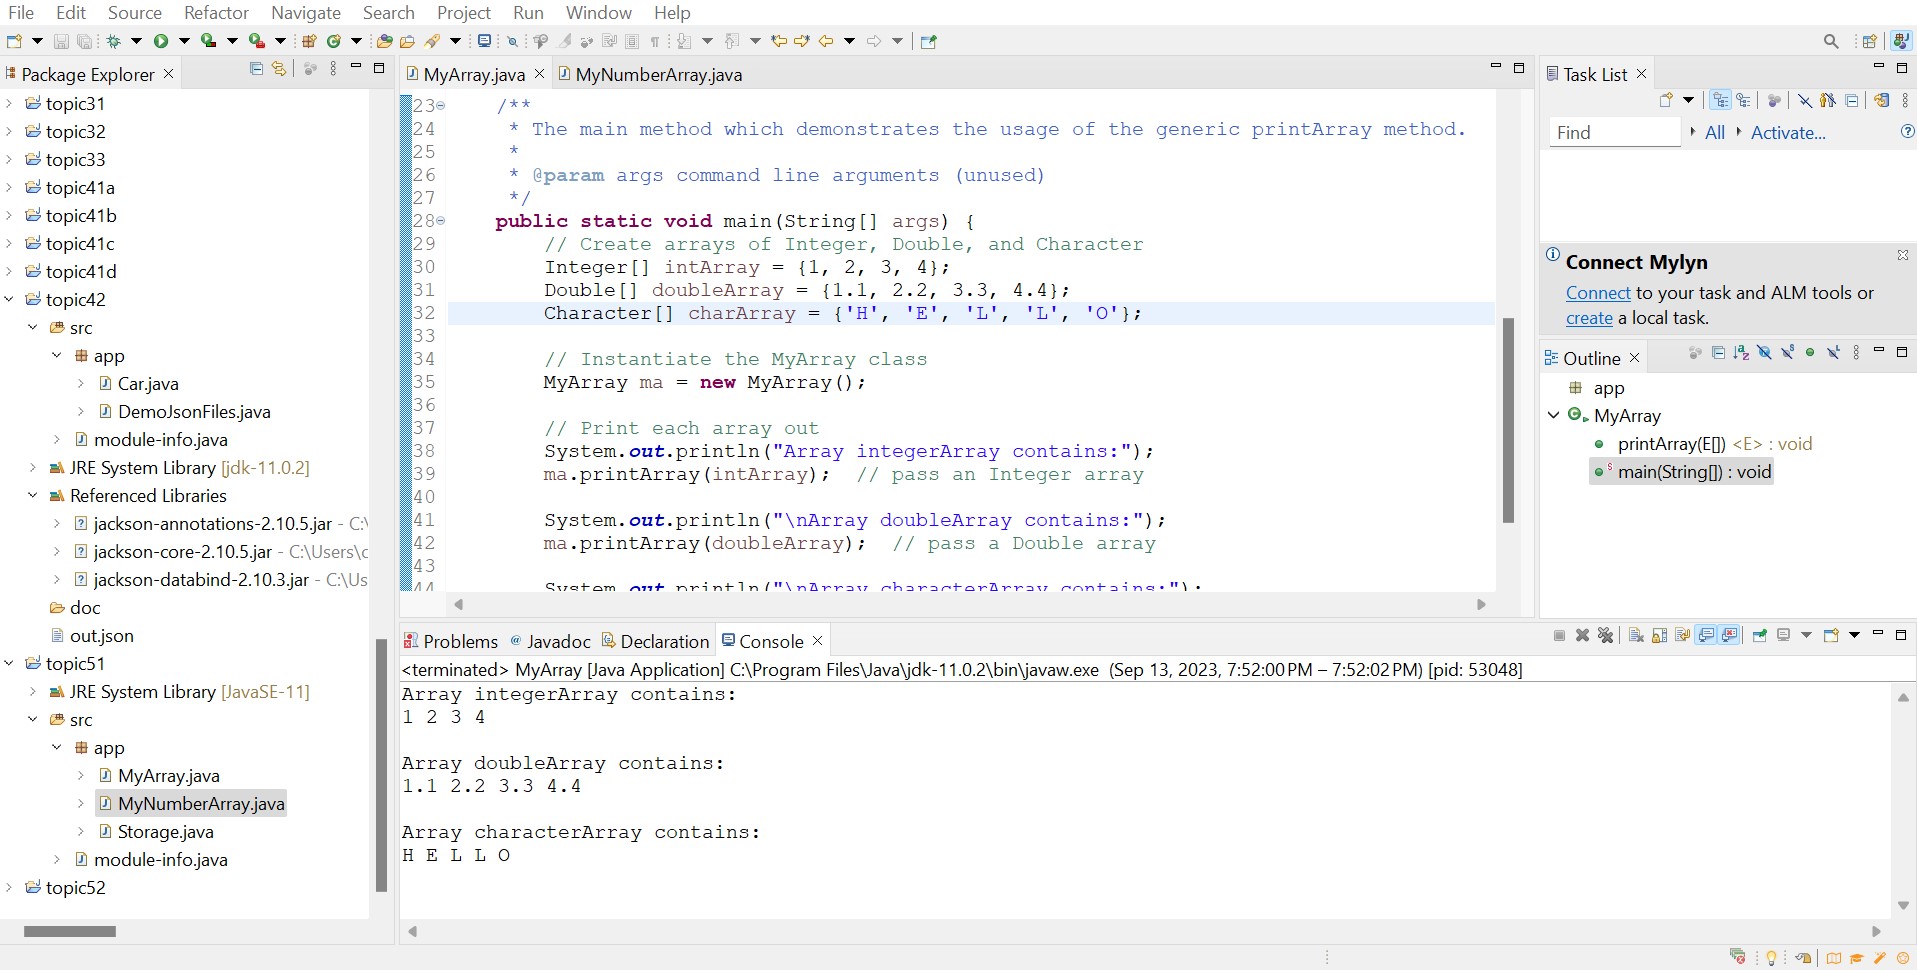 File Edit Source Refactor Navigate Search Project Run Window Help
Package Explorer
topic31
topic32
topic33
topic41a
topic41b
topic41c
topic41d
topic42
src
app
Car.java
DemoJsonFiles.java
module-info.java
JRE System Library [jdk-11.0.2]
Referenced Libraries
jackson-annotations-2.10.5.jar - C:\
jackson-core-2.10.5.jar - C:\Users\c
jackson-databind-2.10.3.jar - C:\Us
doc
out.json
topic51
JRE System Library [JavaSE-11]
src
app
MyArray.java
MyNumberArray.java
Storage.java
module-info.java
topic52
MyArray.java MyNumberArray.java
23 /**
24 * The main method which demonstrates the usage of the generic printArray method.
25 *
26 * @param args command line arguments (unused)
27 */
28 public static void main(String[] args) {
29 // Create arrays of Integer, Double, and Character
30 Integer[] intArray = {1, 2, 3, 4};
31 Double[] doubleArray = {1.1, 2.2, 3.3, 4.4};
32 Character[] charArray = {'H', 'E', 'L', 'L', 'O'};
33
34 // Instantiate the MyArray class
35 MyArray ma = new MyArray();
36
37 // Print each array out
38 System.out.println("Array integerArray contains:");
39 ma.printArray(intArray); // pass an Integer array
40
41 System.out.println("\nArray doubleArray contains:");
42 ma.printArray(doubleArray); // pass a Double array
43
44 System.out.println("\nArray characterArray contains:");
Problems Javadoc Declaration Console
<terminated> MyArray [Java Application] C:\Program Files\Java\jdk-11.0.2\bin\javaw.exe (Sep 13, 2023, 7:52:00 PM – 7:52:02 PM) [pid: 53048]
Array integerArray contains:
1 2 3 4
Array doubleArray contains:
1.1 2.2 3.3 4.4
Array characterArray contains:
H E L L O
Task List
Find All Activate...
Connect Mylyn
Connect to your task and ALM tools or
create a local task.
Outline
app
MyArray
printArray(E[]) <E> : void
main(String[]) : void